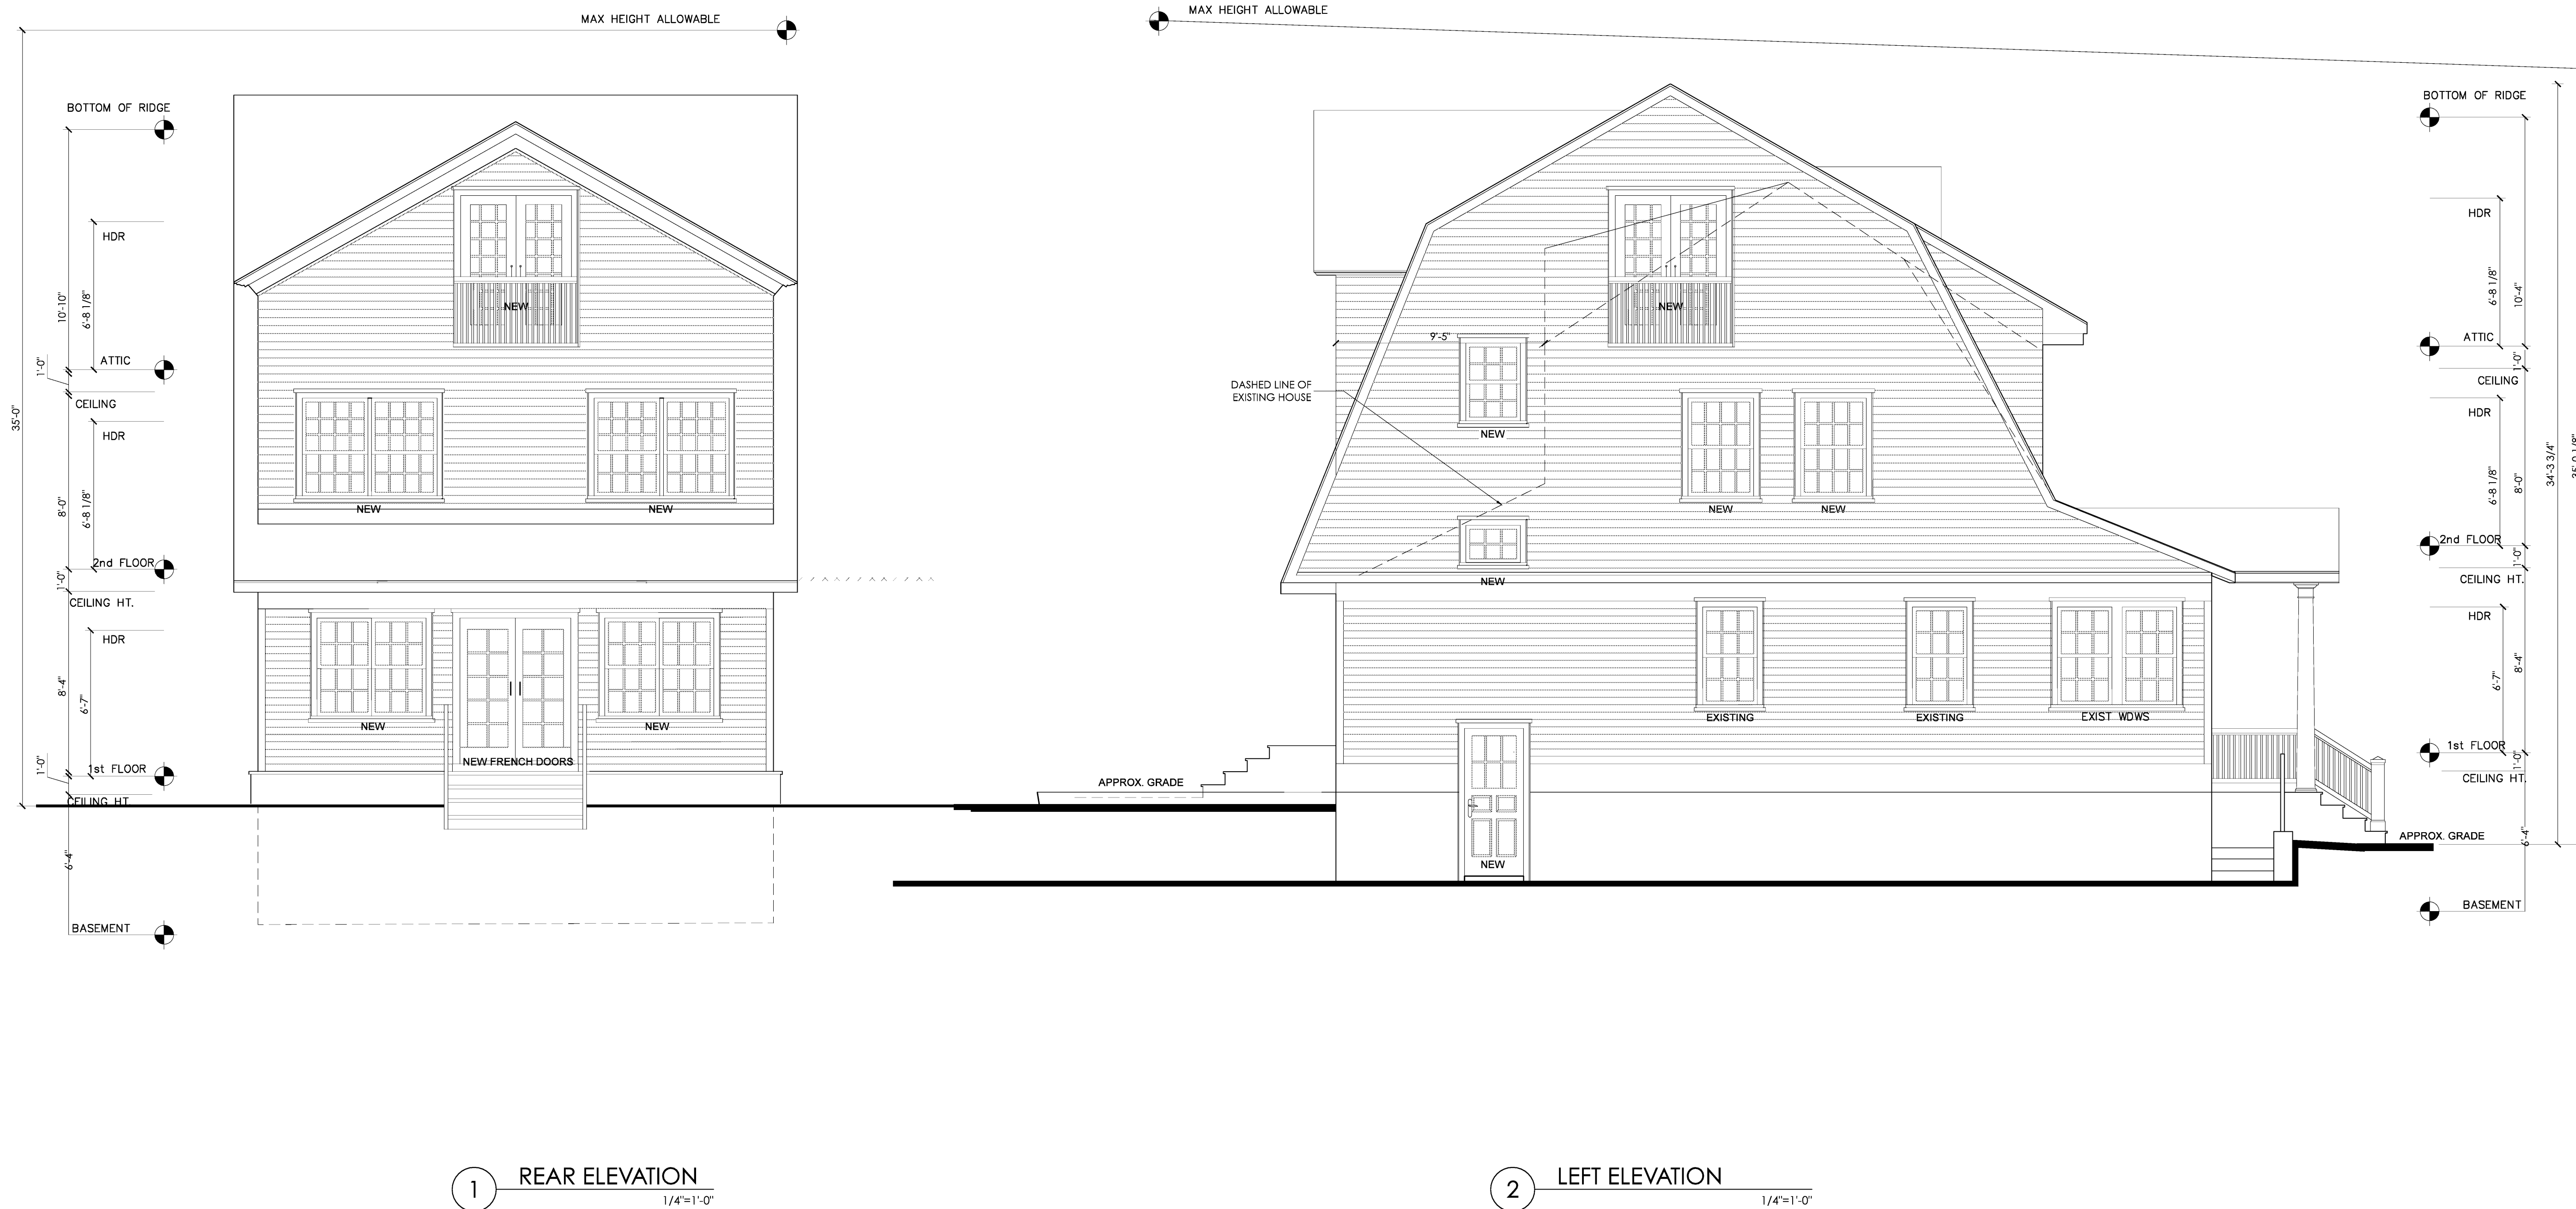 MAX HEIGHT ALLOWABLE
BOTTOM OF RIDGE
HDR
10'-10"
6'-8 1/8"
ATTIC
1'-0"
CEILING
HDR
35'-0"
8'-0"
6'-8 1/8"
2nd FLOOR
1'-0"
CEILING HT.
HDR
8'-4"
6'-7"
1st FLOOR
1'-0"
CEILING HT.
6'-4"
BASEMENT
NEW
NEW
NEW
NEW
NEW
NEW FRENCH DOORS
1
REAR ELEVATION
1/4"=1'-0"
MAX HEIGHT ALLOWABLE
NEW
9'-5"
DASHED LINE OF
EXISTING HOUSE
NEW
NEW
NEW
NEW
EXISTING
EXISTING
EXIST WDWS
APPROX. GRADE
NEW
APPROX. GRADE
BOTTOM OF RIDGE
HDR
6'-8 1/8"
10'-4"
ATTIC
1'-0"
CEILING
HDR
6'-8 1/8"
8'-0"
34'-3 3/4"
2nd FLOOR
1'-0"
CEILING HT.
HDR
6'-7"
8'-4"
1st FLOOR
1'-0"
CEILING HT.
6'-4"
BASEMENT
2
LEFT ELEVATION
1/4"=1'-0"